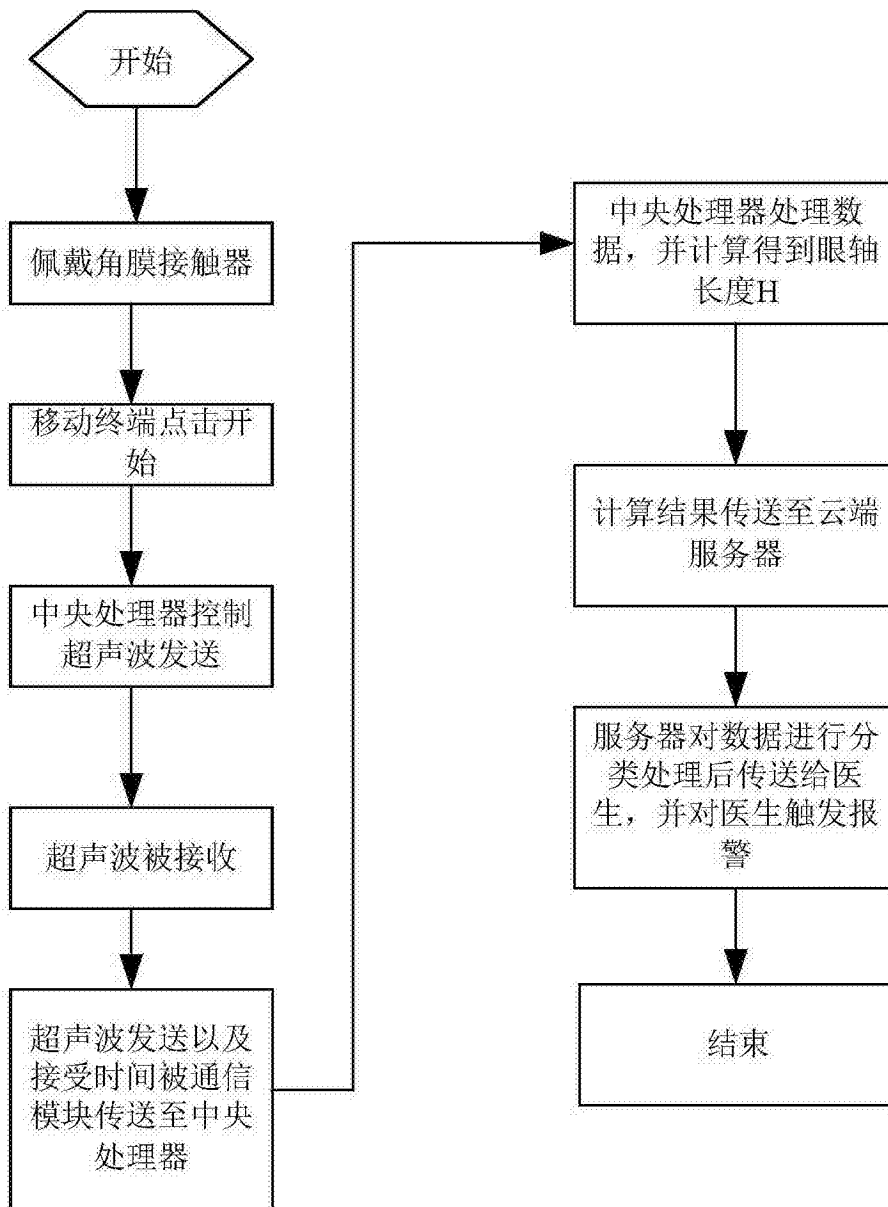 开始
佩戴角膜接触器
移动终端点击开
始
中央处理器控制
超声波发送
超声波被接收
超声波发送以及
接受时间被通信
模块传送至中央
处理器
中央处理器处理数
据，并计算得到眼轴
长度H
计算结果传送至云端
服务器
服务器对数据进行分
类处理后传送给医
生，并对医生触发报
警
结束